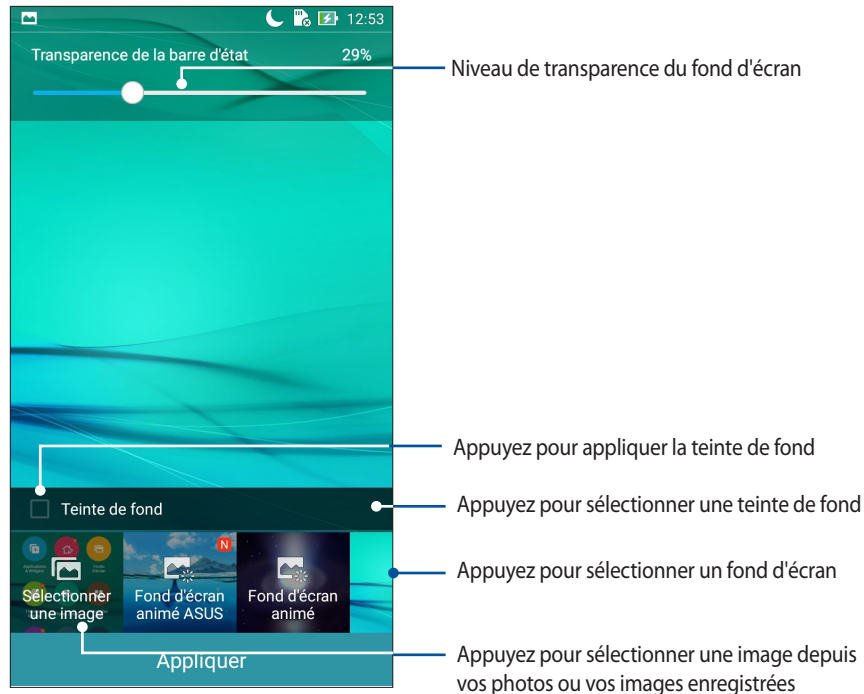 12:53
Transparence de la barre d'état 29%
Niveau de transparence du fond d'écran
Appuyez pour appliquer la teinte de fond
Teinte de fond
Appuyez pour sélectionner une teinte de fond
N
Sélectionner
une image
Fond d'écran
animé ASUS
Fond d'écran
animé
Appuyez pour sélectionner un fond d'écran
Appliquer
Appuyez pour sélectionner une image depuis
vos photos ou vos images enregistrées